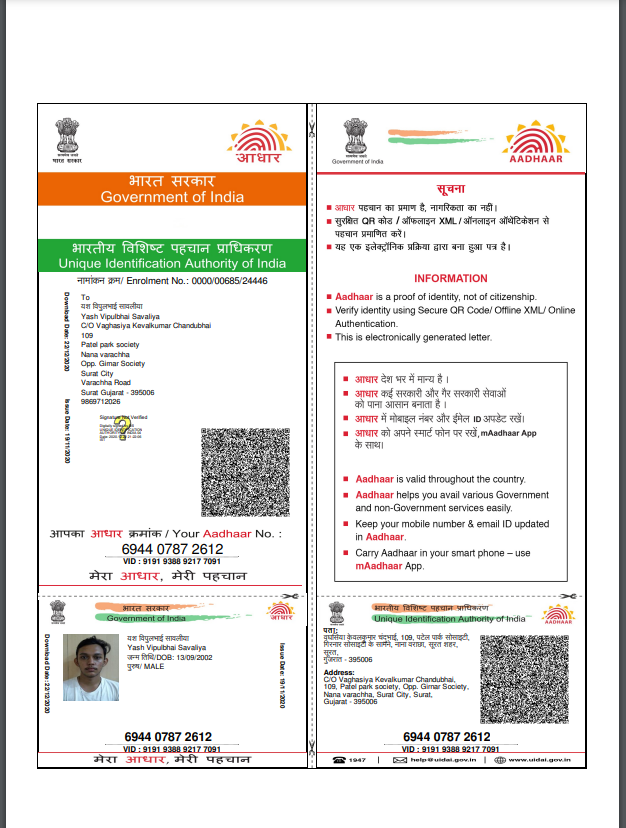 भारत सरकार
आधार
भारत सरकार
Government of India
भारतीय विशिष्ट पहचान प्राधिकरण
Unique Identification Authority of India
नामांकन क्रम/ Enrolment No.: 0000/00685/24446
Download Date: 22/12/2020
Issue Date: 19/11/2020
To
यश विपुलभाई सावलीया
Yash Vipulbhai Savaliya
C/O Vaghasiya Kevalkumar Chandubhai
109
Patel park society
Nana varachha
Opp. Girnar Society
Surat City
Varachha Road
Surat Gujarat - 395006
9869712026
Signature Not Verified
आपका आधार क्रमांक / Your Aadhaar No. :
6944 0787 2612
VID : 9191 9388 9217 7091
मेरा आधार, मेरी पहचान
Government of India
AADHAAR
सूचना
आधार पहचान का प्रमाण है, नागरिकता का नहीं।
सुरक्षित QR कोड / ऑफलाइन XML / ऑनलाइन ऑथेंटिकेशन से
पहचान प्रमाणित करें।
यह एक इलेक्ट्रॉनिक प्रक्रिया द्वारा बना हुआ पत्र है।
INFORMATION
Aadhaar is a proof of identity, not of citizenship.
Verify identity using Secure QR Code/ Offline XML/ Online
Authentication.
This is electronically generated letter.
आधार देश भर में मान्य है ।
आधार कई सरकारी और गैर सरकारी सेवाओं
को पाना आसान बनाता है ।
आधार में मोबाइल नंबर और ईमेल ID अपडेट रखें।
आधार को अपने स्मार्ट फोन पर रखें, mAadhaar App
के साथ।
Aadhaar is valid throughout the country.
Aadhaar helps you avail various Government
and non-Government services easily.
Keep your mobile number & email ID updated
in Aadhaar.
Carry Aadhaar in your smart phone – use
mAadhaar App.
भारत सरकार
Government of India
आधार
Download Date: 22/12/2020
यश विपुलभाई सावलीया
Yash Vipulbhai Savaliya
जन्म तिथि/DOB: 13/09/2002
पुरुष/ MALE
Issue Date: 19/11/2020
6944 0787 2612
VID : 9191 9388 9217 7091
मेरा आधार, मेरी पहचान
भारतीय विशिष्ट पहचान प्राधिकरण
Unique Identification Authority of India
AADHAAR
पता:
वघासिया केवलकुमार चंदुभाई, 109, पटेल पार्क सोसाइटी,
गिरनार सोसाइटी के सामने, नाना वराछा, सूरत शहर,
सूरत,
गुजरात - 395006
Address:
C/O Vaghasiya Kevalkumar Chandubhai,
109, Patel park society, Opp. Girnar Society,
Nana varachha, Surat City, Surat,
Gujarat - 395006
6944 0787 2612
VID : 9191 9388 9217 7091
1947 | help@uidai.gov.in | www.uidai.gov.in